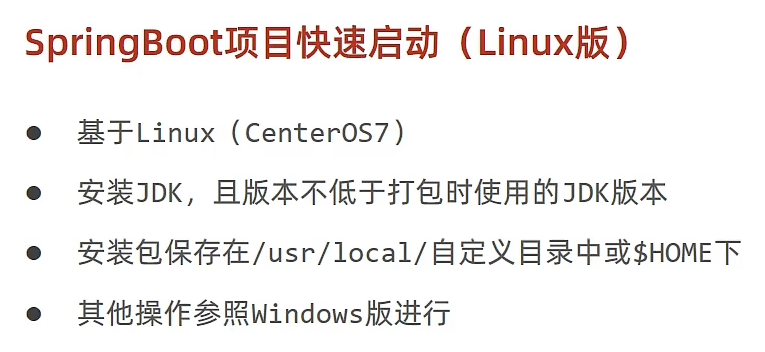 SpringBoot项目快速启动（Linux版）
● 基于Linux（CenterOS7）
● 安装JDK，且版本不低于打包时使用的JDK版本
● 安装包保存在/usr/local/自定义目录中或$HOME下
● 其他操作参照Windows版进行